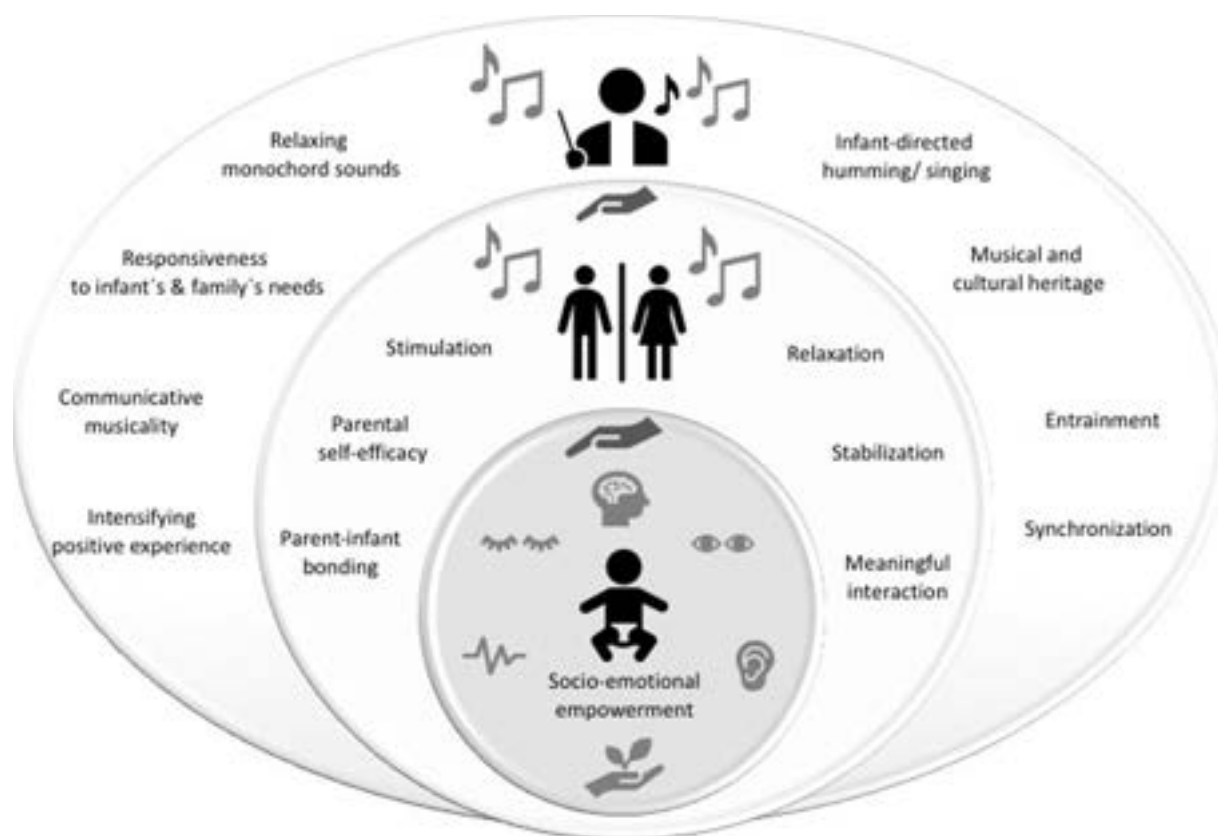 Relaxing
monochord sounds
Infant-directed
humming/ singing
Responsiveness
to infant´s & family´s needs
Musical and
cultural heritage
Stimulation
Relaxation
Communicative
musicality
Parental
self-efficacy
Stabilization
Entrainment
Intensifying
positive experience
Parent-infant
bonding
Meaningful
interaction
Synchronization
Socio-emotional
empowerment